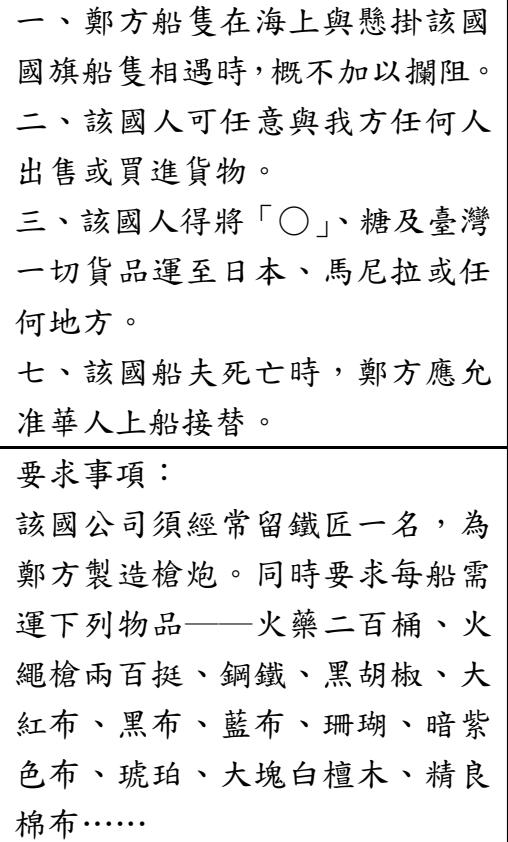 一、鄭方船隻在海上與懸掛該國
國旗船隻相遇時，概不加以攔阻。
二、該國人可任意與我方任何人
出售或買進貨物。
三、該國人得將「○」、糖及臺灣
一切貨品運至日本、馬尼拉或任
何地方。
七、該國船夫死亡時，鄭方應允
准華人上船接替。
要求事項：
該國公司須經常留鐵匠一名，為
鄭方製造槍炮。同時要求每船需
運下列物品──火藥二百桶、火
繩槍兩百挺、鋼鐵、黑胡椒、大
紅布、黑布、藍布、珊瑚、暗紫
色布、琥珀、大塊白檀木、精良
棉布……